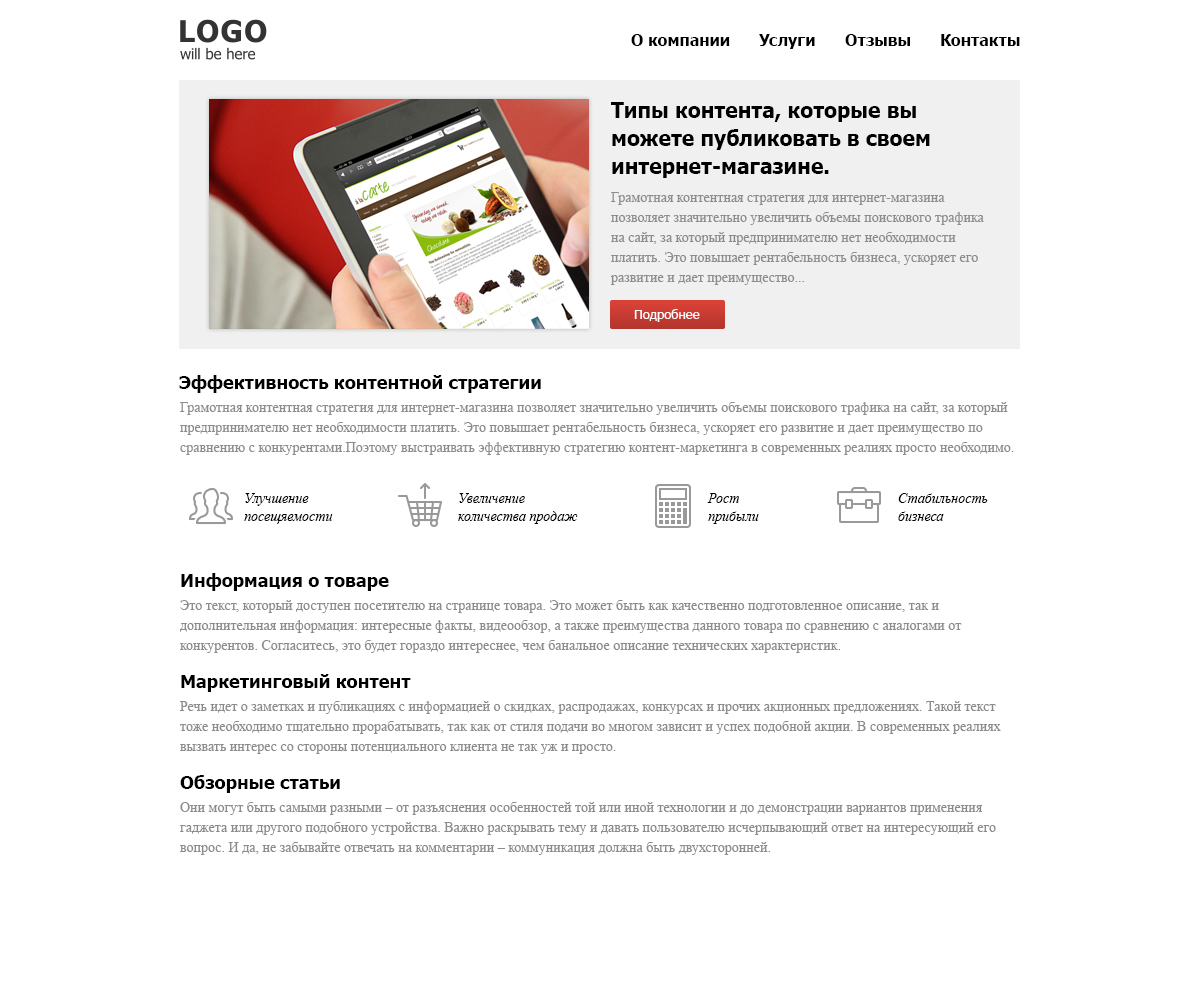 LOGO
will be here
О компании Услуги Отзывы Контакты
carte
Chocolate
Типы контента, которые вы
можете публиковать в своем
интернет-магазине.
Грамотная контентная стратегия для интернет-магазина
позволяет значительно увеличить объемы поискового трафика
на сайт, за который предпринимателю нет необходимости
платить. Это повышает рентабельность бизнеса, ускоряет его
развитие и дает преимущество...
Подробнее
Эффективность контентной стратегии
Грамотная контентная стратегия для интернет-магазина позволяет значительно увеличить объемы поискового трафика на сайт, за который
предпринимателю нет необходимости платить. Это повышает рентабельность бизнеса, ускоряет его развитие и дает преимущество по
сравнению с конкурентами.Поэтому выстраивать эффективную стратегию контент-маркетинга в современных реалиях просто необходимо.
Улучшение
посещяемости
Увеличение
количества продаж
Рост
прибыли
Стабильность
бизнеса
Информация о товаре
Это текст, который доступен посетителю на странице товара. Это может быть как качественно подготовленное описание, так и
дополнительная информация: интересные факты, видеообзор, а также преимущества данного товара по сравнению с аналогами от
конкурентов. Согласитесь, это будет гораздо интереснее, чем банальное описание технических характеристик.
Маркетинговый контент
Речь идет о заметках и публикациях с информацией о скидках, распродажах, конкурсах и прочих акционных предложениях. Такой текст
тоже необходимо тщательно прорабатывать, так как от стиля подачи во многом зависит и успех подобной акции. В современных реалиях
вызвать интерес со стороны потенциального клиента не так уж и просто.
Обзорные статьи
Они могут быть самыми разными – от разъяснения особенностей той или иной технологии и до демонстрации вариантов применения
гаджета или другого подобного устройства. Важно раскрывать тему и давать пользователю исчерпывающий ответ на интересующий его
вопрос. И да, не забывайте отвечать на комментарии – коммуникация должна быть двухсторонней.